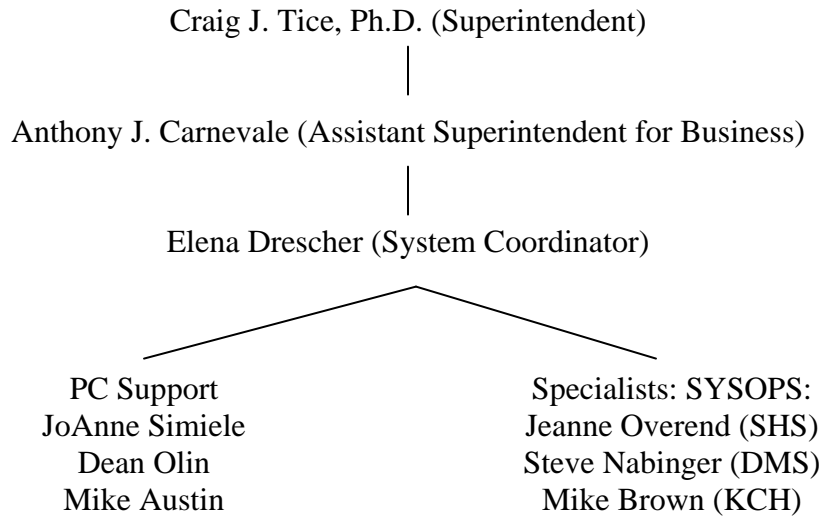 Craig J. Tice, Ph.D. (Superintendent)
Anthony J. Carnevale (Assistant Superintendent for Business)
Elena Drescher (System Coordinator)
PC Support
JoAnne Simiele
Dean Olin
Mike Austin
Specialists: SYSOPS:
Jeanne Overend (SHS)
Steve Nabinger (DMS)
Mike Brown (KCH)